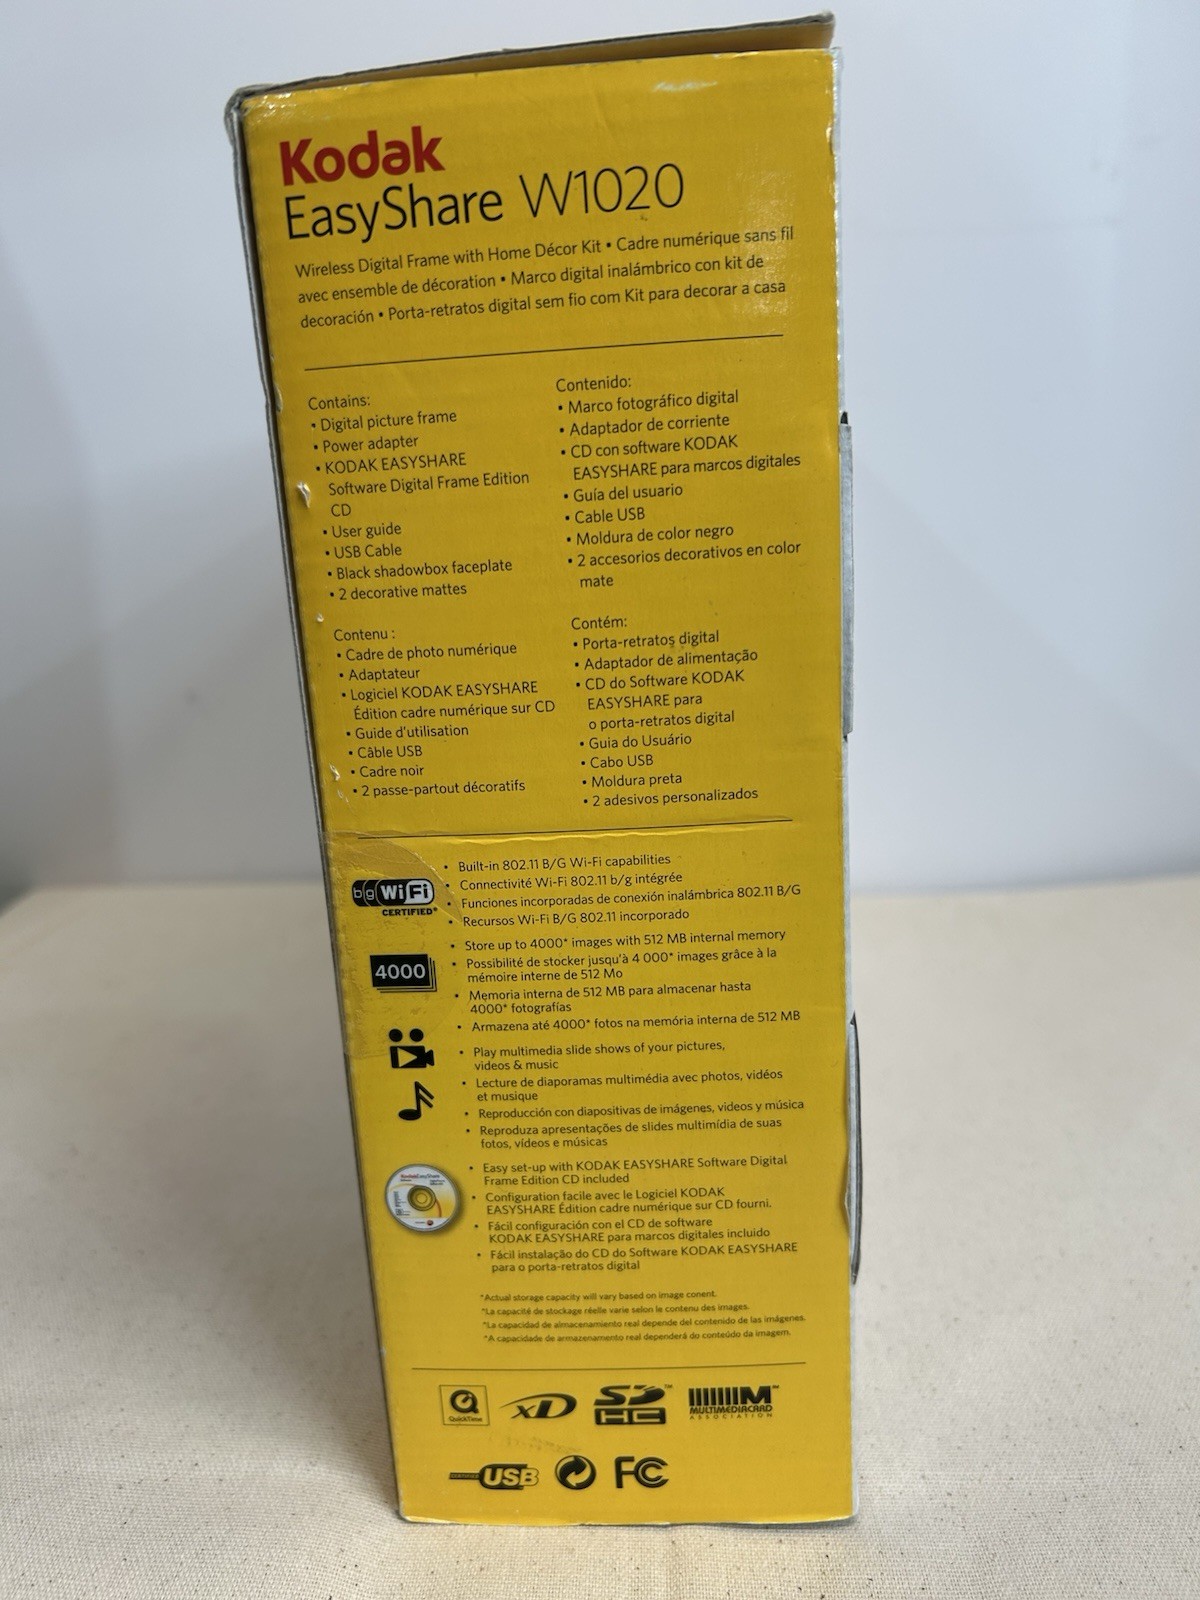 Kodak
EasyShare W1020
Wireless Digital Frame with Home Décor Kit • Cadre numérique sans fil
avec ensemble de décoration • Marco digital inalámbrico con kit de
decoración • Porta-retratos digital sem fio com Kit para decorar a casa
Contains:
• Digital picture frame
• Power adapter
• KODAK EASYSHARE
Software Digital Frame Edition
CD
• User guide
• USB Cable
• Black shadowbox faceplate
• 2 decorative mattes
Contenido:
• Marco fotográfico digital
• Adaptador de corriente
• CD con software KODAK
EASYSHARE para marcos digitales
• Guía del usuario
• Cable USB
• Moldura de color negro
• 2 accesorios decorativos en color
mate
Contenu :
• Cadre de photo numérique
• Adaptateur
• Logiciel KODAK EASYSHARE
Édition cadre numérique sur CD
• Guide d'utilisation
• Câble USB
• Cadre noir
• 2 passe-partout décoratifs
Contém:
• Porta-retratos digital
• Adaptador de alimentação
• CD do Software KODAK
EASYSHARE para
o porta-retratos digital
• Guia do Usuário
• Cabo USB
• Moldura preta
• 2 adesivos personalizados
b g WiFi
CERTIFIED*
• Built-in 802.11 B/G Wi-Fi capabilities
• Connectivité Wi-Fi 802.11 b/g intégrée
• Funciones incorporadas de conexión inalámbrica 802.11 B/G
• Recursos Wi-Fi B/G 802.11 incorporado
4000
• Store up to 4000* images with 512 MB internal memory
• Possibilité de stocker jusqu'à 4 000* images grâce à la
mémoire interne de 512 Mo
• Memoria interna de 512 MB para almacenar hasta
4000* fotografías
• Armazena até 4000* fotos na memória interna de 512 MB
• Play multimedia slide shows of your pictures,
videos & music
• Lecture de diaporamas multimédia avec photos, vidéos
et musique
• Reproducción con diapositivas de imágenes, videos y música
• Reproduza apresentações de slides multimídia de suas
fotos, vídeos e músicas
• Easy set-up with KODAK EASYSHARE Software Digital
Frame Edition CD included
• Configuration facile avec le Logiciel KODAK
EASYSHARE Édition cadre numérique sur CD fourni.
• Fácil configuración con el CD de software
KODAK EASYSHARE para marcos digitales incluido
• Fácil instalação do CD do Software KODAK EASYSHARE
para o porta-retratos digital
KodakEasyShare
*Actual storage capacity will vary based on image conent.
*La capacité de stockage réelle varie selon le contenu des images.
*La capacidad de almacenamiento real depende del contenido de las imágenes.
*A capacidade de armazenamento real dependerá do conteúdo da imagem.
QuickTime
xD
SD™
HC
M™
MULTIMEDIACARD
ASSOCIATION
CERTIFIED USB
FC